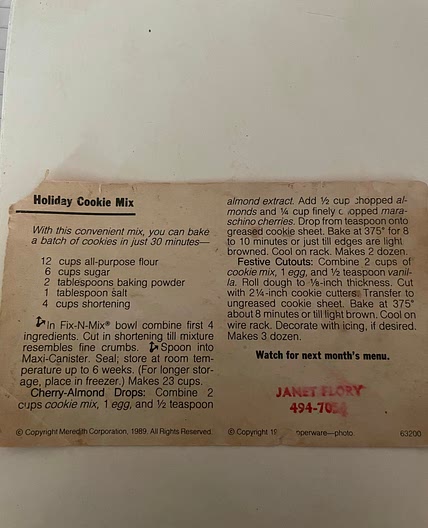 Holiday Cookie Mix
With this convenient mix, you can bake
a batch of cookies in just 30 minutes—
12 cups all-purpose flour
6 cups sugar
2 tablespoons baking powder
1 tablespoon salt
4 cups shortening
In Fix-N-Mix® bowl combine first 4
ingredients. Cut in shortening till mixture
resembles fine crumbs. Spoon into
Maxi-Canister. Seal; store at room tem-
perature up to 6 weeks. (For longer stor-
age, place in freezer.) Makes 23 cups.
Cherry-Almond Drops: Combine 2
cups cookie mix, 1 egg, and ½ teaspoon
© Copyright Meredith Corporation, 1989. All Rights Reserved.
almond extract. Add ½ cup chopped al-
monds and ¼ cup finely c opped mara-
schino cherries. Drop from teaspoon onto
greased cookie sheet. Bake at 375° for 8
to 10 minutes or just till edges are light
browned. Cool on rack. Makes 2 dozen.
Festive Cutouts: Combine 2 cups of
cookie mix, 1 egg, and ½ teaspoon vanil-
la. Roll dough to ⅛-inch thickness. Cut
with 2¼-inch cookie cutters. Transfer to
ungreased cookie sheet. Bake at 375°
about 8 minutes or till light brown. Cool on
wire rack. Decorate with icing, if desired.
Makes 3 dozen.
Watch for next month's menu.
JANET FLORY
© Copyright 19 pperware—photo 63200